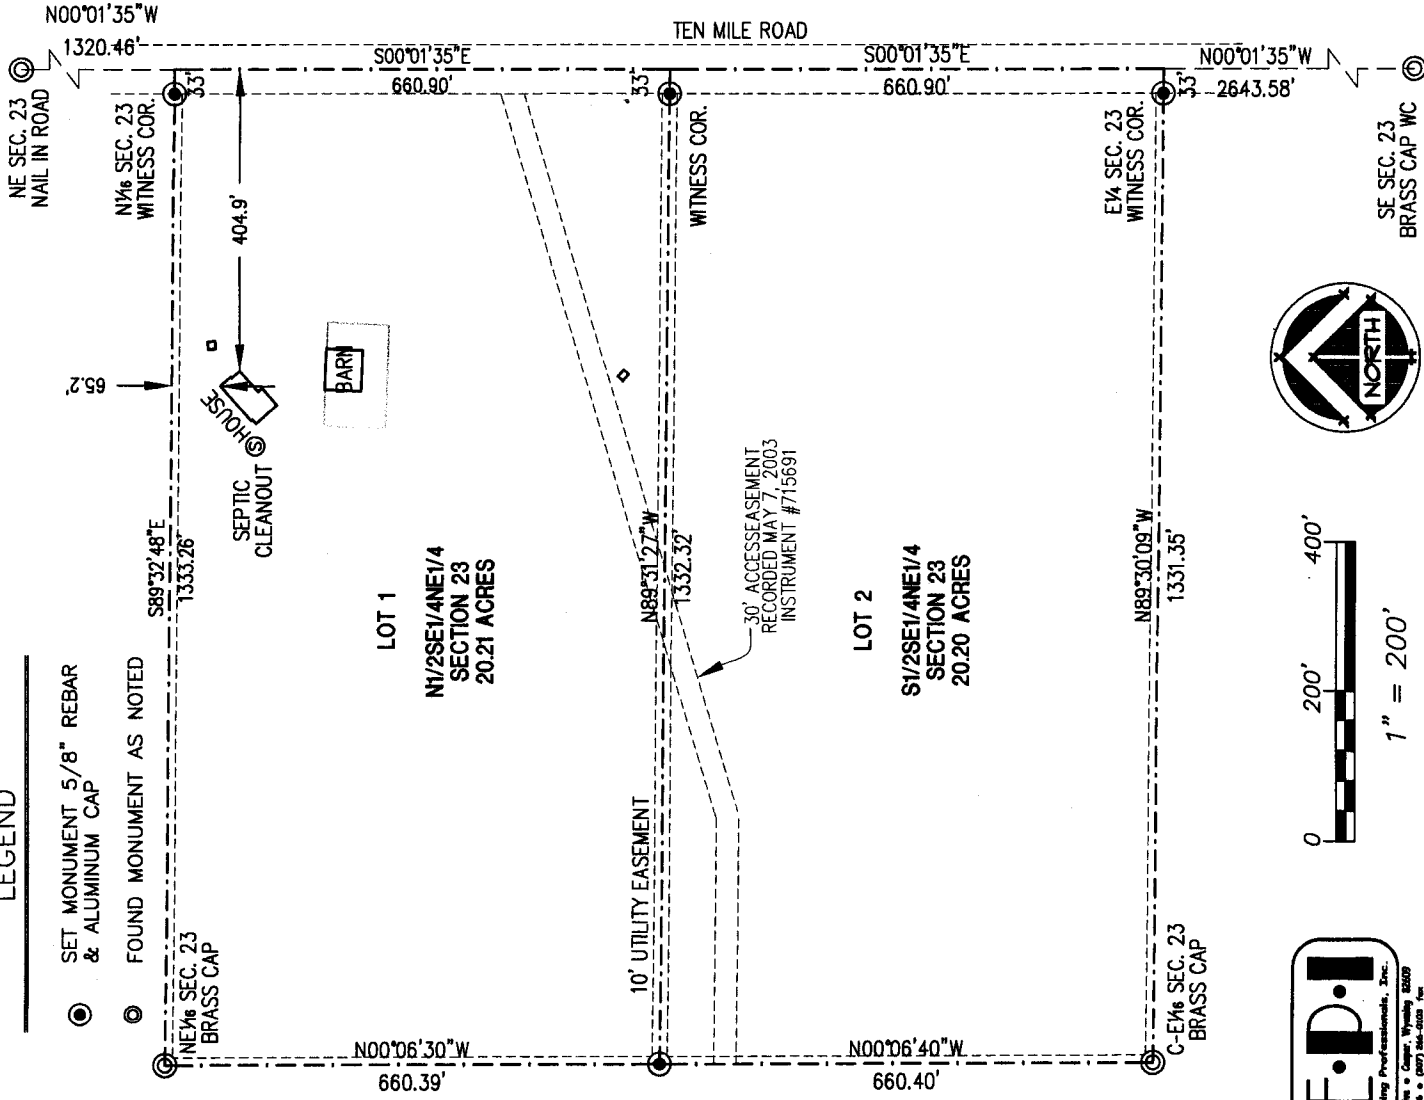 N00°01'35"W
1320.46'
TEN MILE ROAD
S00°01'35"E
660.90'
S00°01'35"E
660.90'
N00°01'35"W
2643.58'
33'
33'
33'
NE SEC. 23
NAIL IN ROAD
N1/16 SEC. 23
WITNESS COR.
404.9'
WITNESS COR.
E1/4 SEC. 23
WITNESS COR.
SE SEC. 23
BRASS CAP WC
65.2'
HOUSE
BARN
S
SEPTIC
CLEANOUT
NORTH
S89°32'48"E
1333.26'
LOT 1
N1/2SE1/4NE1/4
SECTION 23
20.21 ACRES
N89°31'27"W
1332.32'
30' ACCESSEASEMENT
RECORDED MAY 7, 2003
INSTRUMENT #715691
LOT 2
S1/2SE1/4NE1/4
SECTION 23
20.20 ACRES
N89°30'09"W
1331.35'
0 200' 400'
1" = 200'
LEGEND
SET MONUMENT 5/8" REBAR
& ALUMINUM CAP
FOUND MONUMENT AS NOTED
10' UTILITY EASEMENT
NE1/16 SEC. 23
BRASS CAP
N00°06'30"W
660.39'
N00°06'40"W
660.40'
C-E1/16 SEC. 23
BRASS CAP
D·I
Professionals, Inc.
Casper, Wyoming 82609
fax